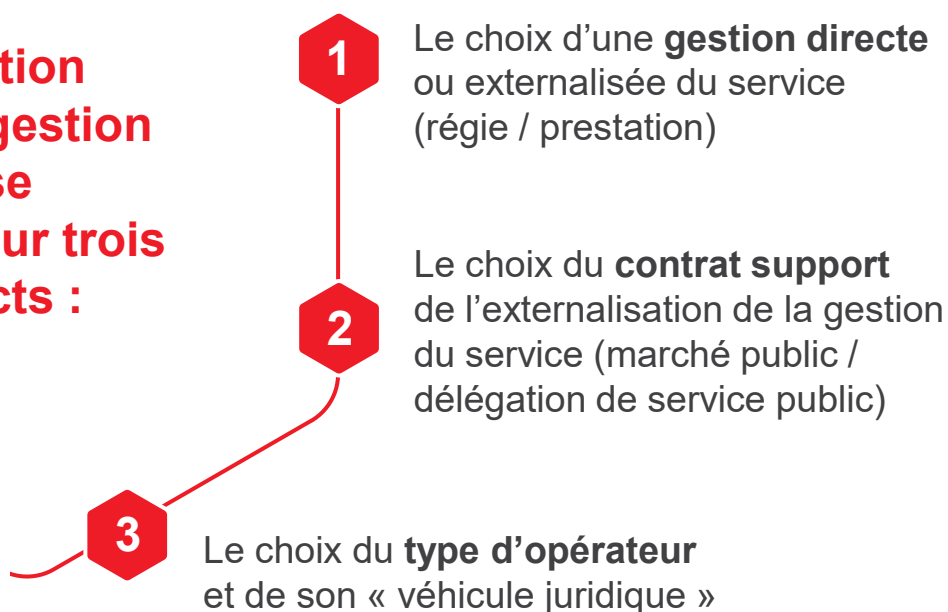 tion
gestion
se
ur trois
cts :
1
Le choix d’une gestion directe
ou externalisée du service
(régie / prestation)
2
Le choix du contrat support
de l’externalisation de la gestion
du service (marché public /
délégation de service public)
3
Le choix du type d’opérateur
et de son « véhicule juridique »